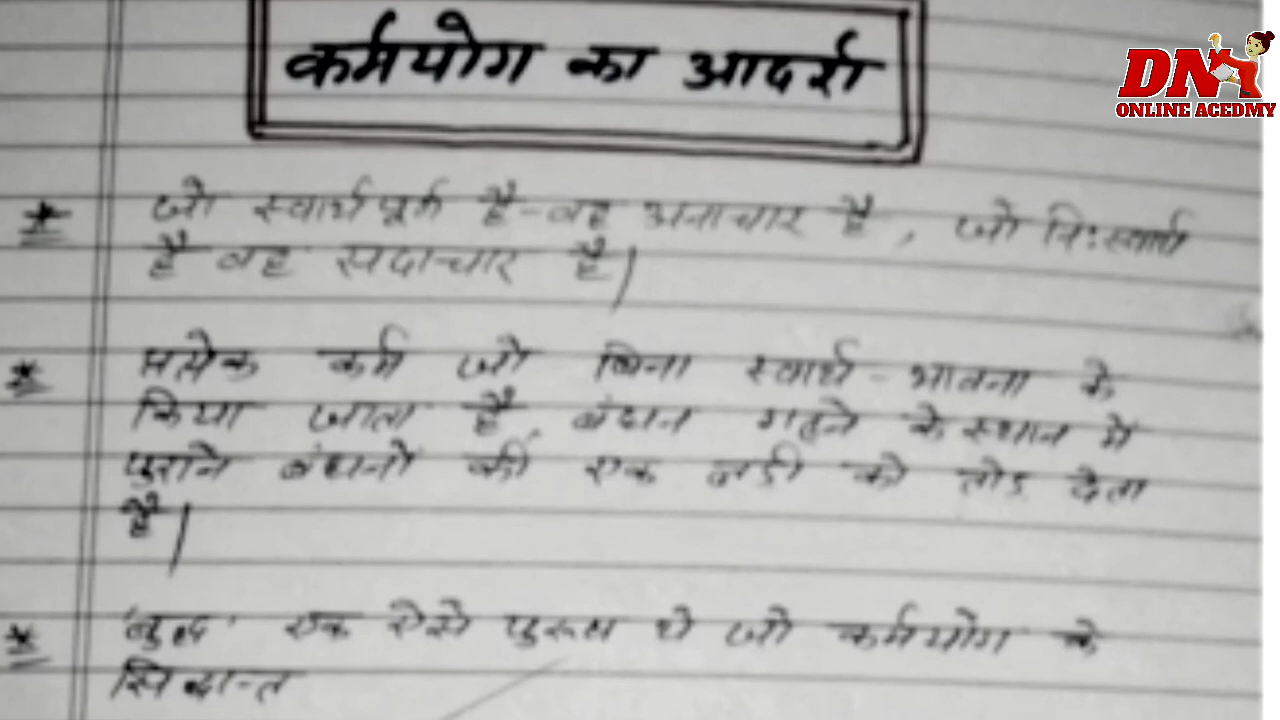 कर्मयोग का आदर्श
DN
ONLINE ACEDMY
* जो स्वार्थपूर्ण है - वह अनाचार है, जो निःस्वार्थ
है वह सदाचार है।
* प्रत्येक कर्म जो बिना स्वार्थ - भावना के
किया जाता है, बंधन गढ़ने के स्थान में
पुराने बंधनों की एक कड़ी को तोड देता
है।
* 'बुद्ध' एक ऐसे पुरूष थे जो कर्मयोग के
सिद्धान्त